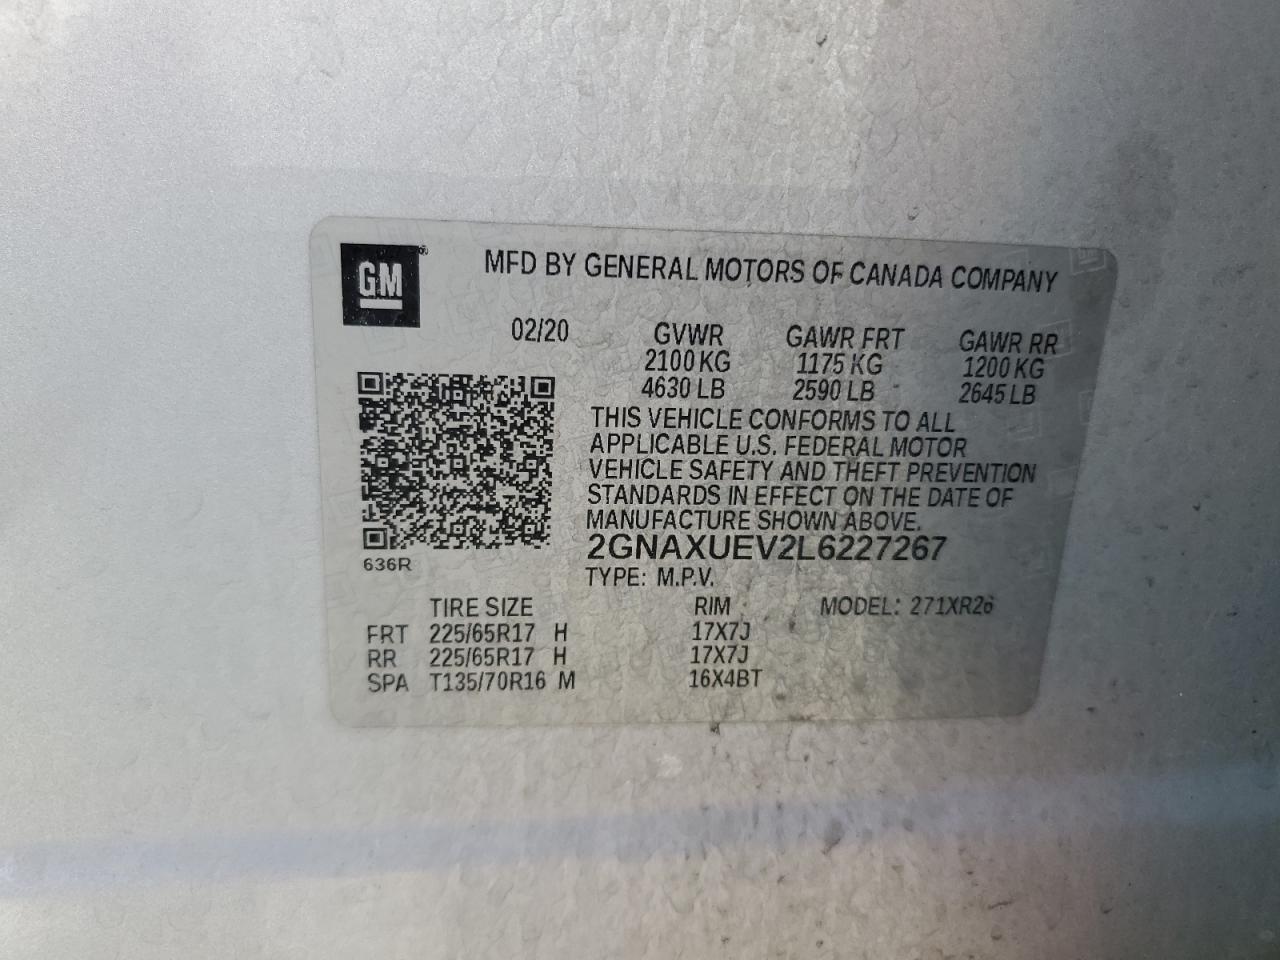 GM®
MFD BY GENERAL MOTORS OF CANADA COMPANY
02/20 GVWR GAWR FRT GAWR RR
2100 KG 1175 KG 1200 KG
4630 LB 2590 LB 2645 LB
THIS VEHICLE CONFORMS TO ALL
APPLICABLE U.S. FEDERAL MOTOR
VEHICLE SAFETY AND THEFT PREVENTION
STANDARDS IN EFFECT ON THE DATE OF
MANUFACTURE SHOWN ABOVE.
2GNAXUEV2L6227267
636R
TYPE: M.P.V.
TIRE SIZE RIM MODEL: 271XR26
FRT 225/65R17 H 17X7J
RR 225/65R17 H 17X7J
SPA T135/70R16 M 16X4BT